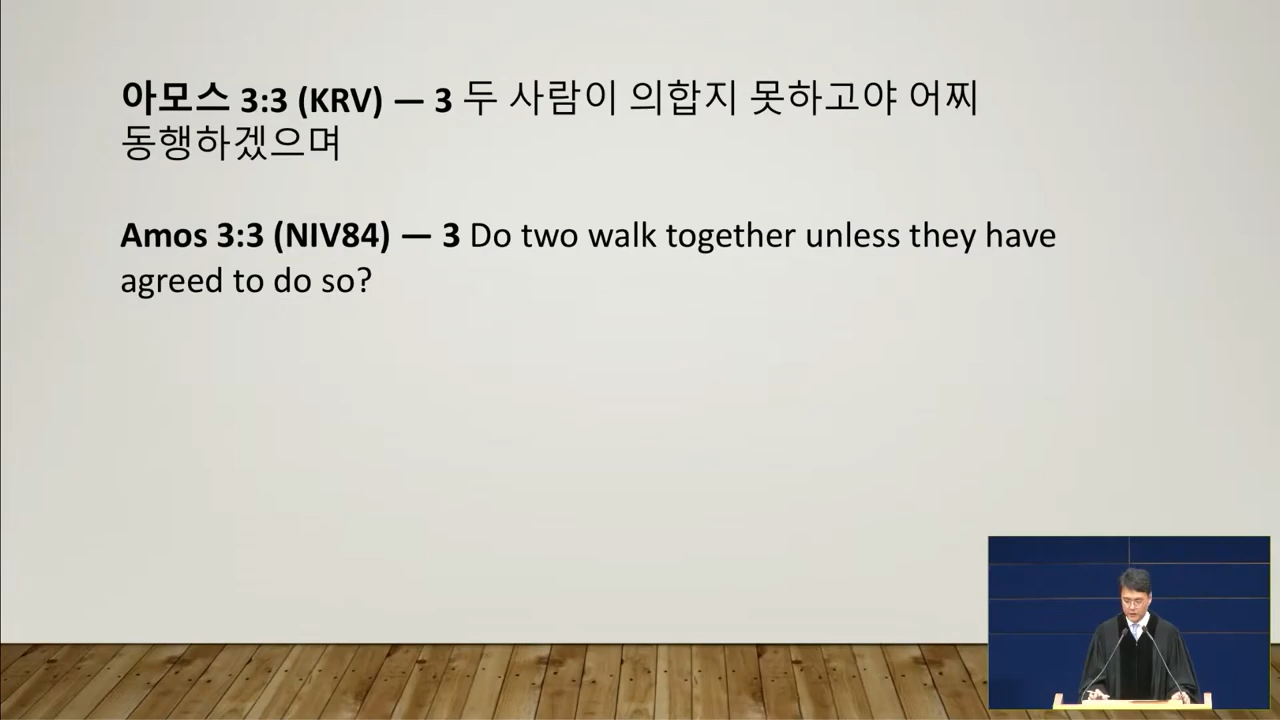 아모스 3:3 (KRV) — 3 두 사람이 의합지 못하고야 어찌
동행하겠으며
Amos 3:3 (NIV84) — 3 Do two walk together unless they have
agreed to do so?